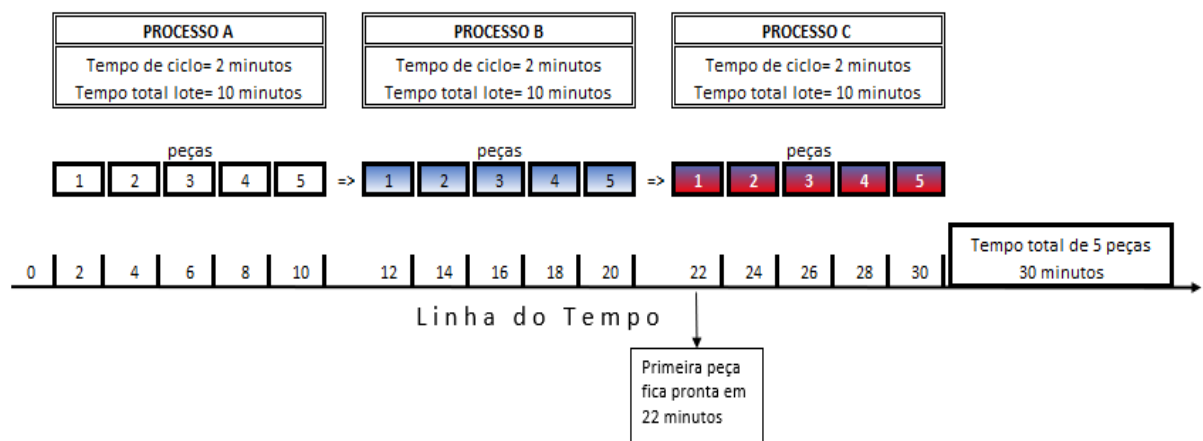 PROCESSO A
Tempo de ciclo= 2 minutos
Tempo total lote= 10 minutos
PROCESSO B
Tempo de ciclo= 2 minutos
Tempo total lote= 10 minutos
PROCESSO C
Tempo de ciclo= 2 minutos
Tempo total lote= 10 minutos
peças
1 2 3 4 5 =>
peças
1 2 3 4 5 =>
peças
1 2 3 4 5
0 2 4 6 8 10 12 14 16 18 20 22 24 26 28 30
Tempo total de 5 peças
30 minutos
Linha do Tempo
Primeira peça
fica pronta em
22 minutos